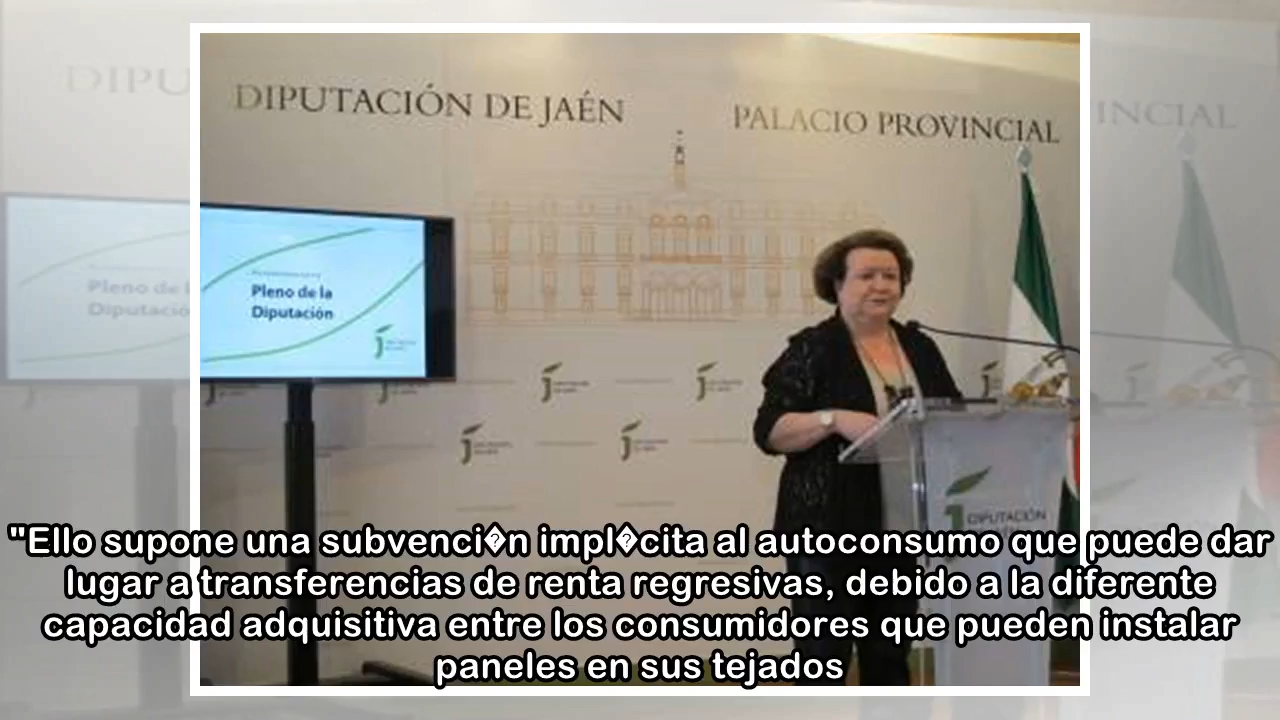 DIPUTACIÓN DE JAÉN
PALACIO PROVINCIAL
Pleno de la
Diputación
DIPUTACIÓN
"Ello supone una subvenci�n impl�cita al autoconsumo que puede dar
lugar a transferencias de renta regresivas, debido a la diferente
capacidad adquisitiva entre los consumidores que pueden instalar
paneles en sus tejados